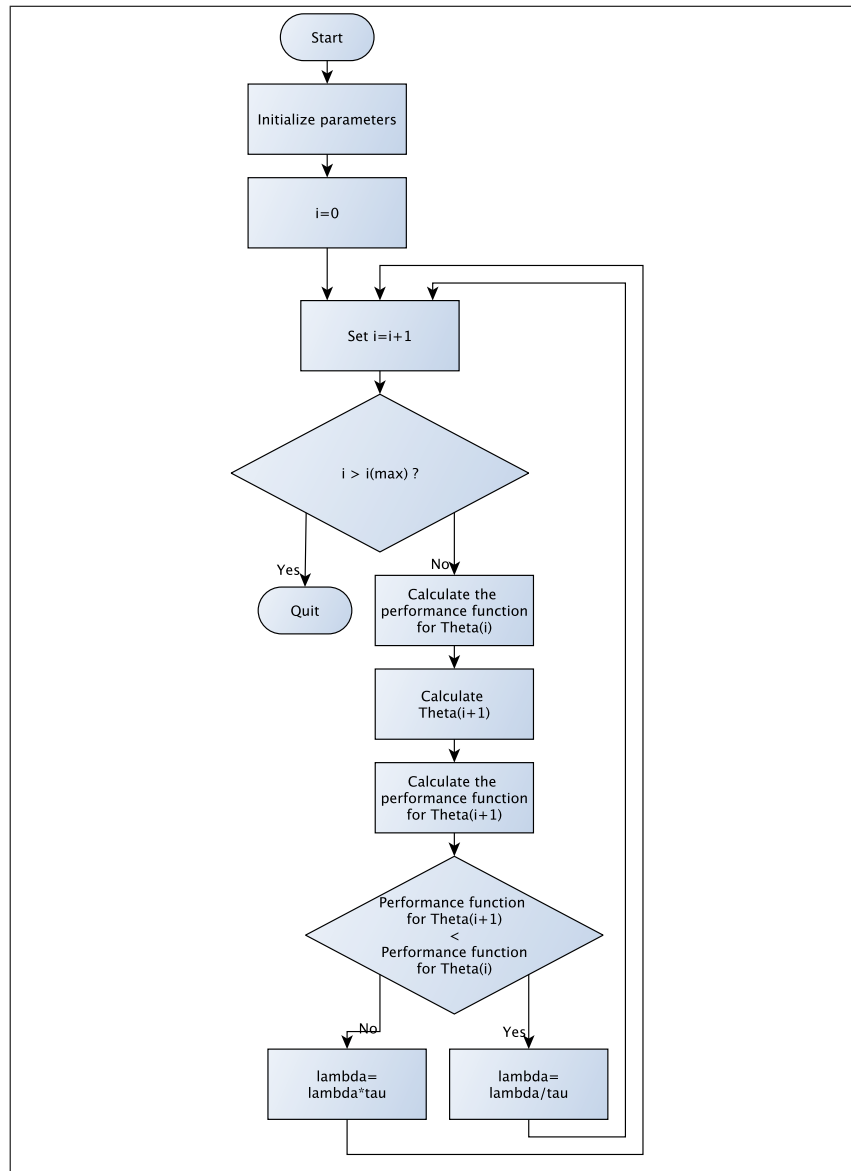 Start
Initialize parameters
i=0
Set i=i+1
i > i(max) ?
Yes
No
Quit
Calculate the
performance function
for Theta(i)
Calculate
Theta(i+1)
Calculate the
performance function
for Theta(i+1)
Performance function
for Theta(i+1)
<
Performance function
for Theta(i)
No
Yes
lambda=
lambda*tau
lambda=
lambda/tau